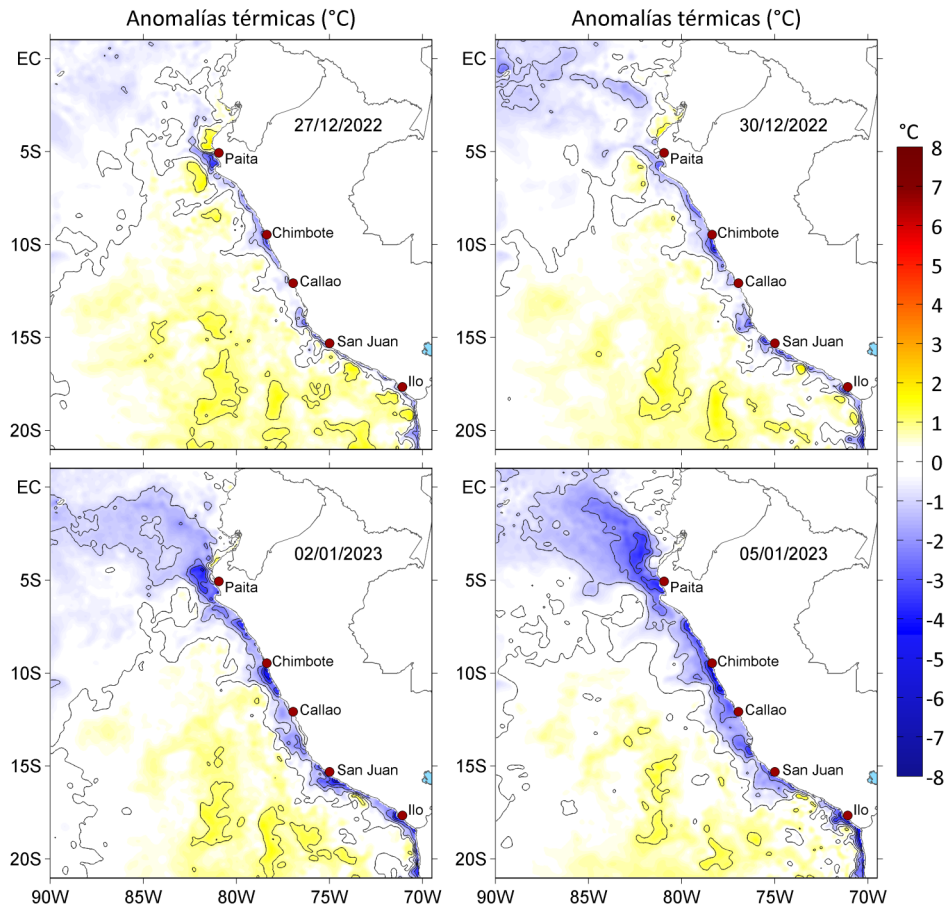 Anomalías térmicas (°C)
Anomalías térmicas (°C)
EC
5S
10S
15S
20S
27/12/2022
Paita
Chimbote
Callao
San Juan
Ilo
EC
5S
10S
15S
20S
30/12/2022
Paita
Chimbote
Callao
San Juan
Ilo
°C
8
7
6
5
4
3
2
1
0
-1
-2
-3
-4
-5
-6
-7
-8
EC
5S
10S
15S
20S
02/01/2023
Paita
Chimbote
Callao
San Juan
Ilo
90W
85W
80W
75W
70W
EC
5S
10S
15S
20S
05/01/2023
Paita
Chimbote
Callao
San Juan
Ilo
90W
85W
80W
75W
70W